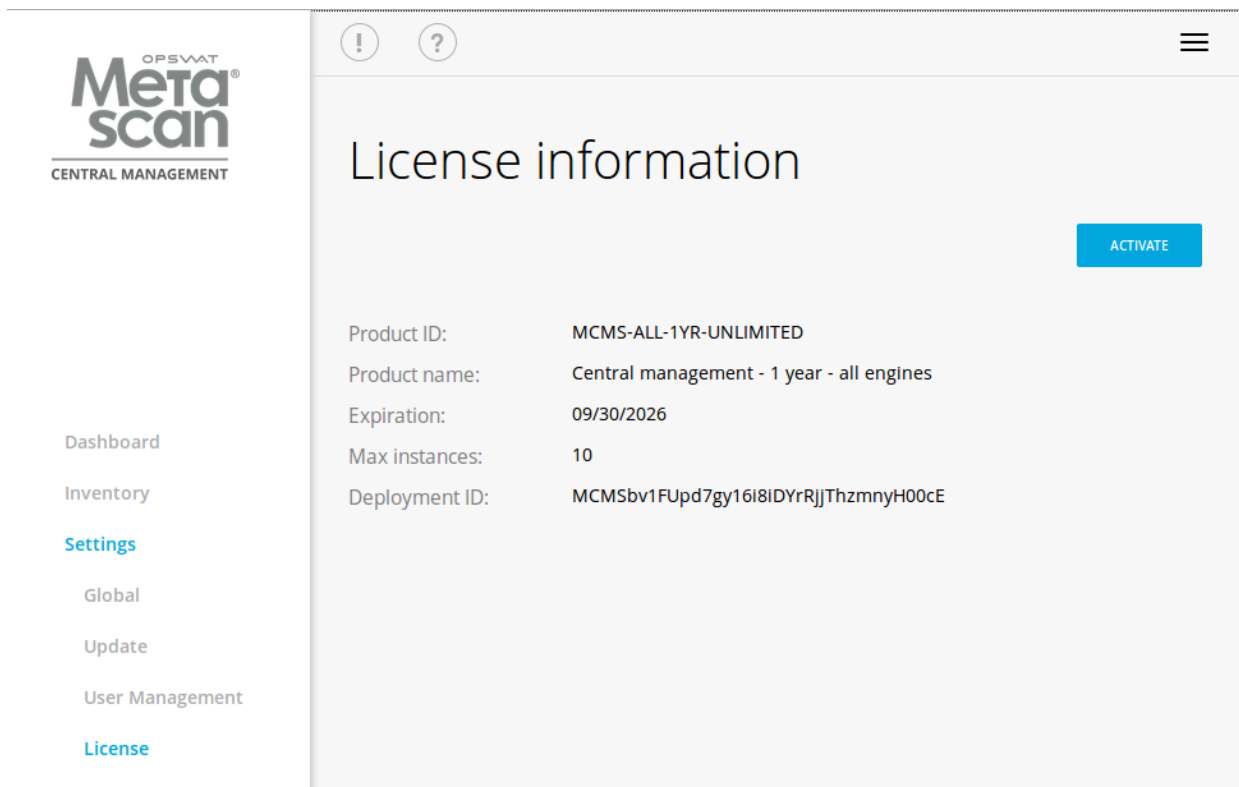 OPSWAT
Meta®
scan
CENTRAL MANAGEMENT
Dashboard
Inventory
Settings
Global
Update
User Management
License
!
?
License information
ACTIVATE
Product ID: MCMS-ALL-1YR-UNLIMITED
Product name: Central management - 1 year - all engines
Expiration: 09/30/2026
Max instances: 10
Deployment ID: MCMSbv1FUpd7gy16i8iDYrRjjThzmnyH00cE